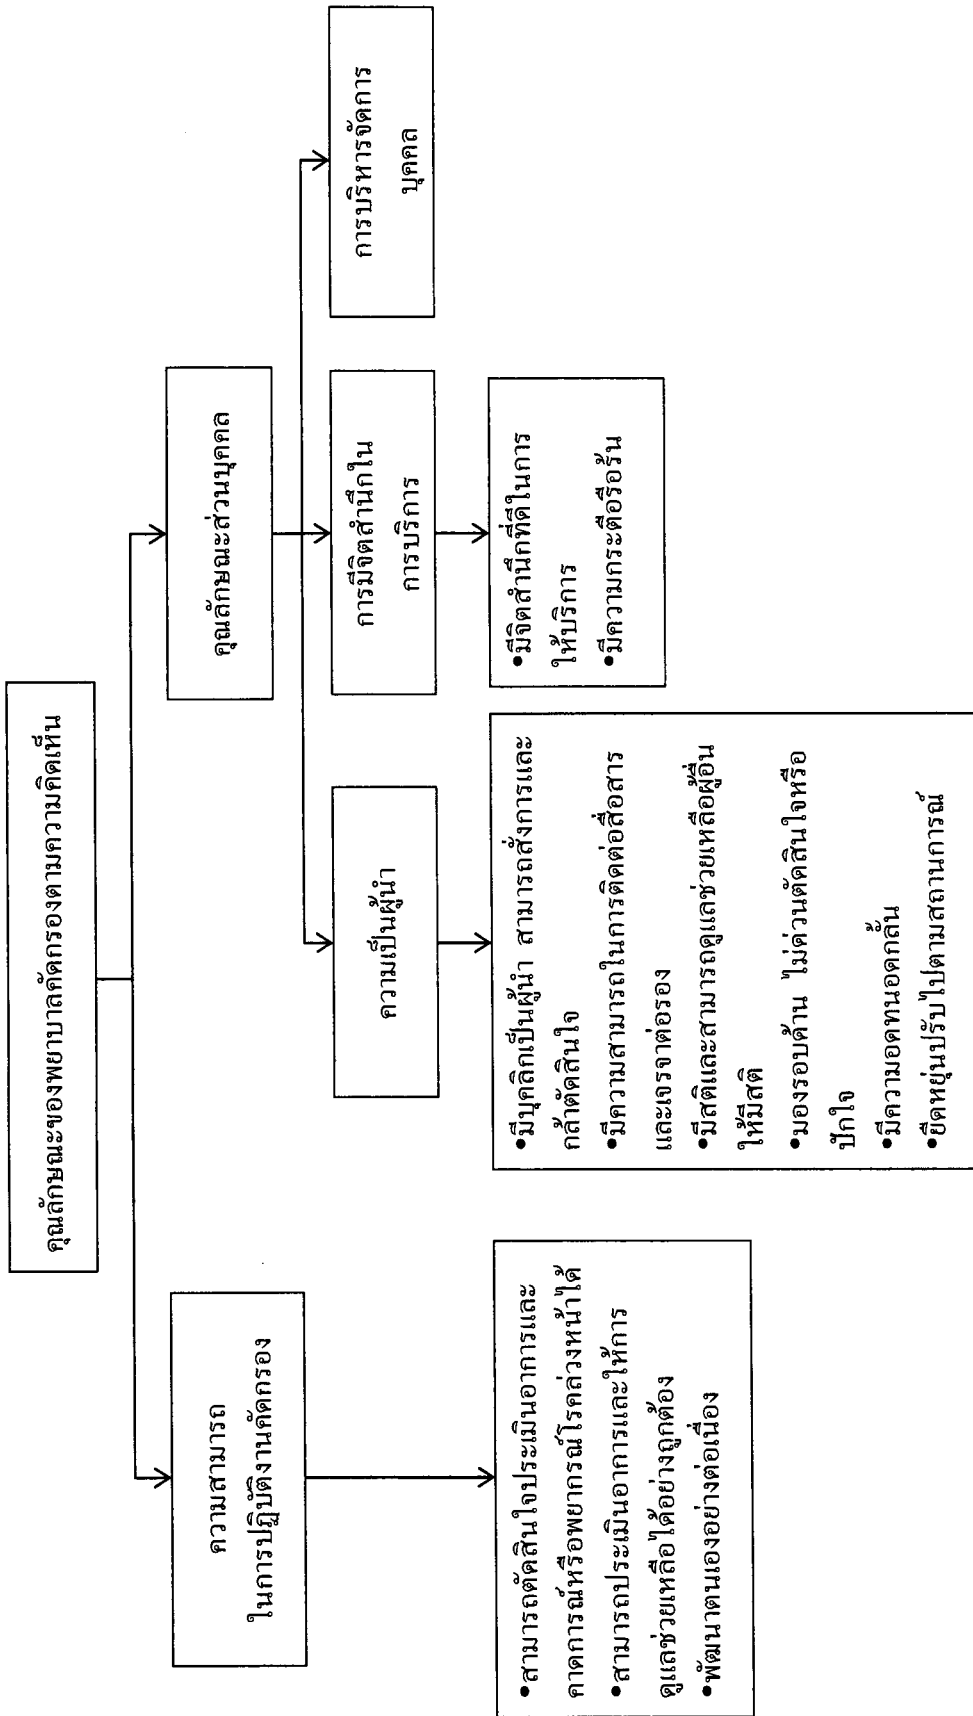 คุณลักษณะของพยาบาลคัดกรองตามความคิดเห็น
ความสามารถ
ในการปฏิบัติงานคัดกรอง
คุณลักษณะส่วนบุคคล
ความเป็นผู้นำ
การมีจิตสำนึกใน
การบริการ
การบริหารจัดการ
บุคคล
•สามารถตัดสินใจประเมินอาการและ
คาดการณ์หรือพยากรณ์โรคล่วงหน้าได้
•สามารถประเมินอาการและให้การ
ดูแลช่วยเหลือได้อย่างถูกต้อง
•พัฒนาตนเองอย่างต่อเนื่อง
•มีบุคลิกเป็นผู้นำ สามารถสั่งการและ
กล้าตัดสินใจ
•มีความสามารถในการติดต่อสื่อสาร
และเจรจาต่อรอง
•มีสติและสามารถดูแลช่วยเหลือผู้อื่น
ให้มีสติ
•มองรอบด้าน ไม่ด่วนตัดสินใจหรือ
ปักใจ
•มีความอดทนอดกลั้น
•ยืดหยุ่นปรับไปตามสถานการณ์
•มีจิตสำนึกที่ดีในการ
ให้บริการ
•มีความกระตือรือร้น